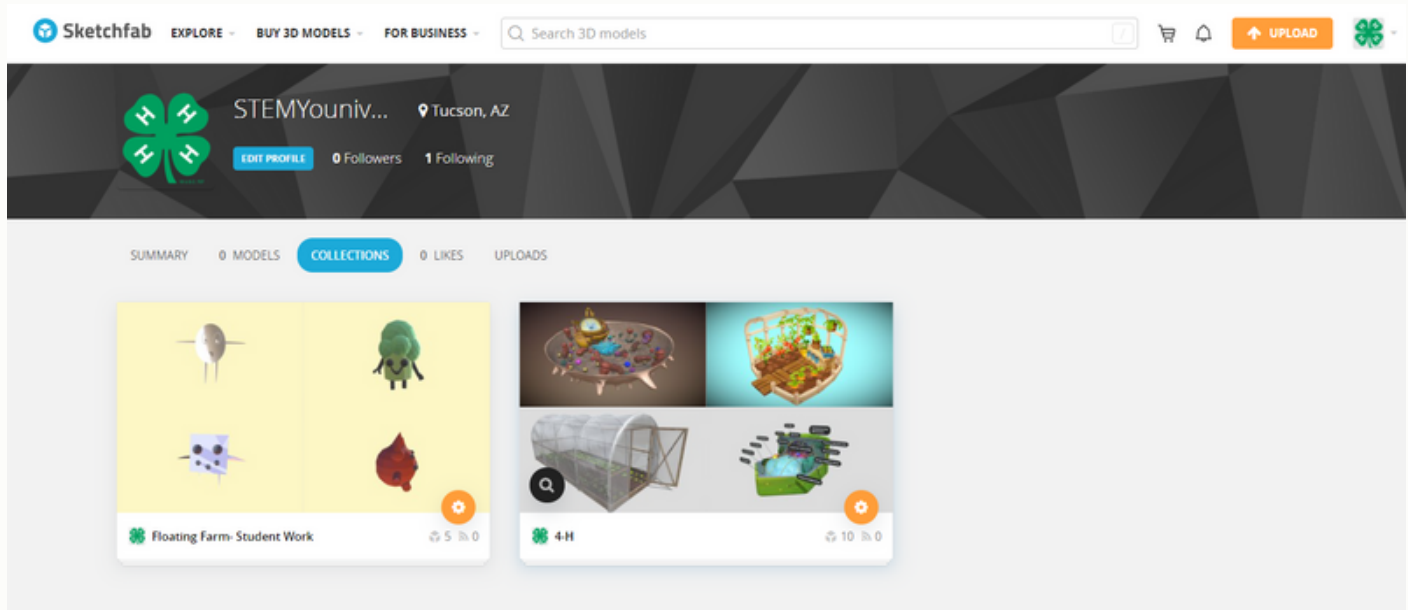 Sketchfab EXPLORE BUY 3D MODELS FOR BUSINESS Search 3D models / UPLOAD
H H H H
STEMYouniv... Tucson, AZ
EDIT PROFILE 0 Followers 1 Following
SUMMARY 0 MODELS COLLECTIONS 0 LIKES UPLOADS
Floating Farm- Student Work 5 0
4-H 10 0